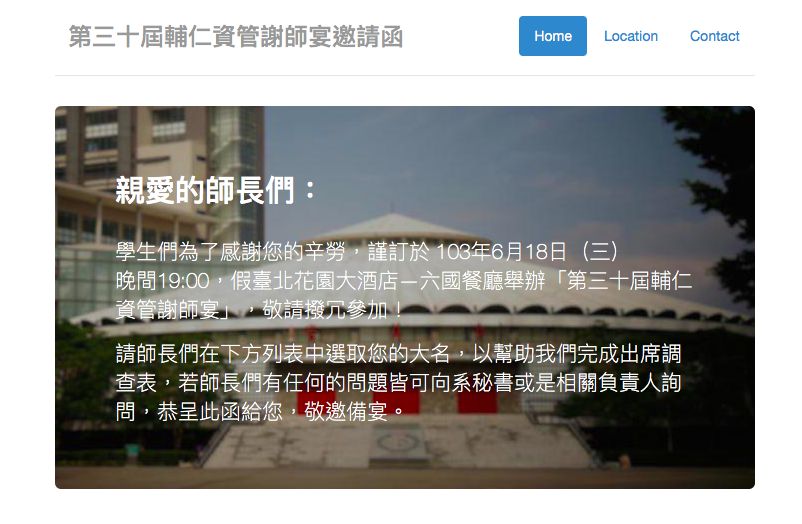 第三十屆輔仁資管謝師宴邀請函
Home
Location
Contact
親愛的師長們：
學生們為了感謝您的辛勞，謹訂於 103年6月18日（三）
晚間19:00，假臺北花園大酒店－六國餐廳舉辦「第三十屆輔仁
資管謝師宴」，敬請撥冗參加！
請師長們在下方列表中選取您的大名，以幫助我們完成出席調
查表，若師長們有任何的問題皆可向系秘書或是相關負責人詢
問，恭呈此函給您，敬邀備宴。